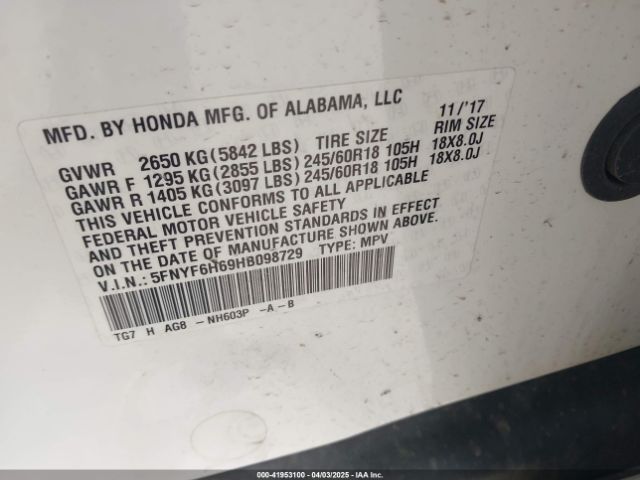 MFD. BY HONDA MFG. OF ALABAMA, LLC 11/'17
GVWR 2650 KG(5842 LBS) TIRE SIZE RIM SIZE
GAWR F 1295 KG(2855 LBS) 245/60R18 105H 18X8.0J
GAWR R 1405 KG(3097 LBS) 245/60R18 105H 18X8.0J
THIS VEHICLE CONFORMS TO ALL APPLICABLE
FEDERAL MOTOR VEHICLE SAFETY
AND THEFT PREVENTION STANDARDS IN EFFECT
ON THE DATE OF MANUFACTURE SHOWN ABOVE.
V.I.N.: 5FNYF6H69HB098729 TYPE: MPV
TG7 H AG8 - NH603P -A-B
00-41953100 - 04/03/2025 - Copyright © IAA, Inc.